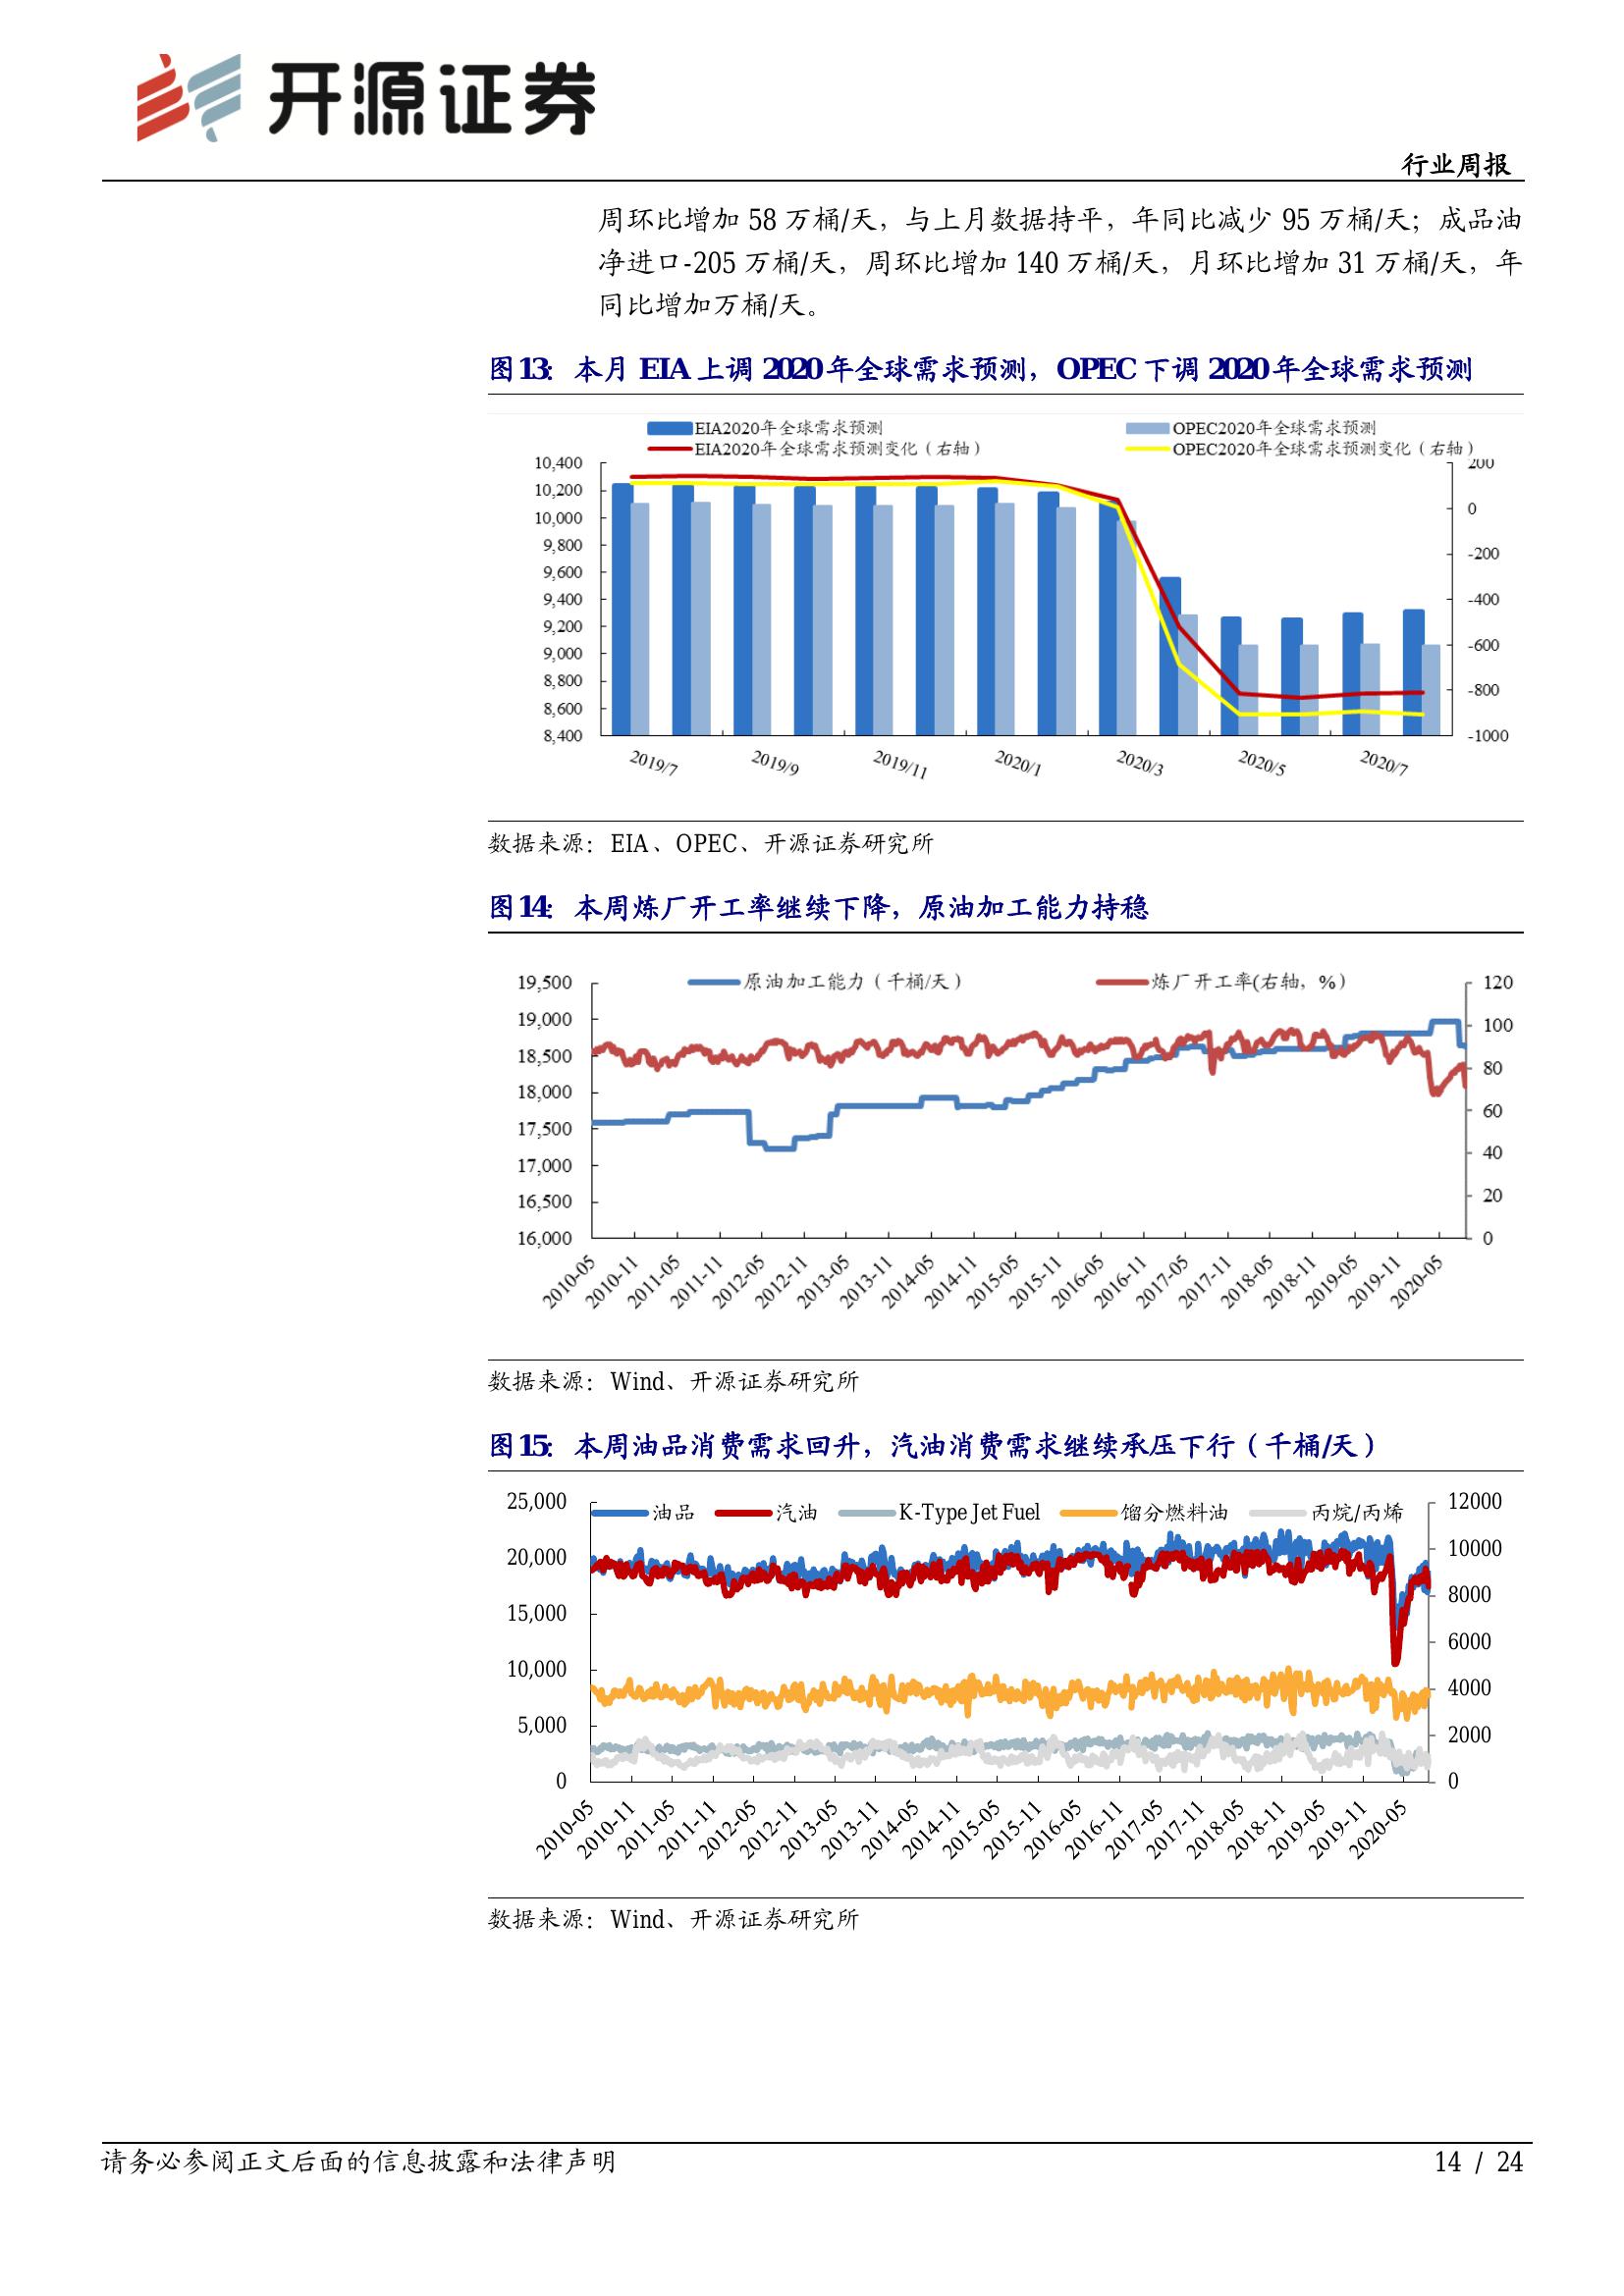 开源证券
行业周报
周环比增加 58 万桶/天，与上月数据持平，年同比减少 95 万桶/天；成品油
净进口-205 万桶/天，周环比增加 140 万桶/天，月环比增加 31 万桶/天，年
同比增加万桶/天。
图13：本月 EIA 上调 2020 年全球需求预测，OPEC 下调 2020 年全球需求预测
EIA2020年全球需求预测 OPEC2020年全球需求预测
EIA2020年全球需求预测变化（右轴） OPEC2020年全球需求预测变化（右轴）
10,400 200
10,200
10,000 0
9,800
-200
9,600
9,400 -400
9,200
9,000 -600
8,800
-800
8,600
8,400 -1000
2019/7 2019/9 2019/11 2020/1 2020/3 2020/5 2020/7
数据来源：EIA、OPEC、开源证券研究所
图14：本周炼厂开工率继续下降，原油加工能力持稳
原油加工能力（千桶/天） 炼厂开工率(右轴，%）
19,500 120
19,000 100
18,500
80
18,000
17,500 60
17,000 40
16,500 20
16,000 0
2010-05 2010-11 2011-05 2011-11 2012-05 2012-11 2013-05 2013-11 2014-05 2014-11 2015-05 2015-11 2016-05 2016-11 2017-05 2017-11 2018-05 2018-11 2019-05 2019-11 2020-05
数据来源：Wind、开源证券研究所
图15：本周油品消费需求回升，汽油消费需求继续承压下行（千桶/天）
油品 汽油 K-Type Jet Fuel 馏分燃料油 丙烷/丙烯
25,000 12000
20,000 10000
8000
15,000
6000
10,000
4000
5,000 2000
0 0
2010-05 2010-11 2011-05 2011-11 2012-05 2012-11 2013-05 2013-11 2014-05 2014-11 2015-05 2015-11 2016-05 2016-11 2017-05 2017-11 2018-05 2018-11 2019-05 2019-11 2020-05
数据来源：Wind、开源证券研究所
请务必参阅正文后面的信息披露和法律声明 14 / 24